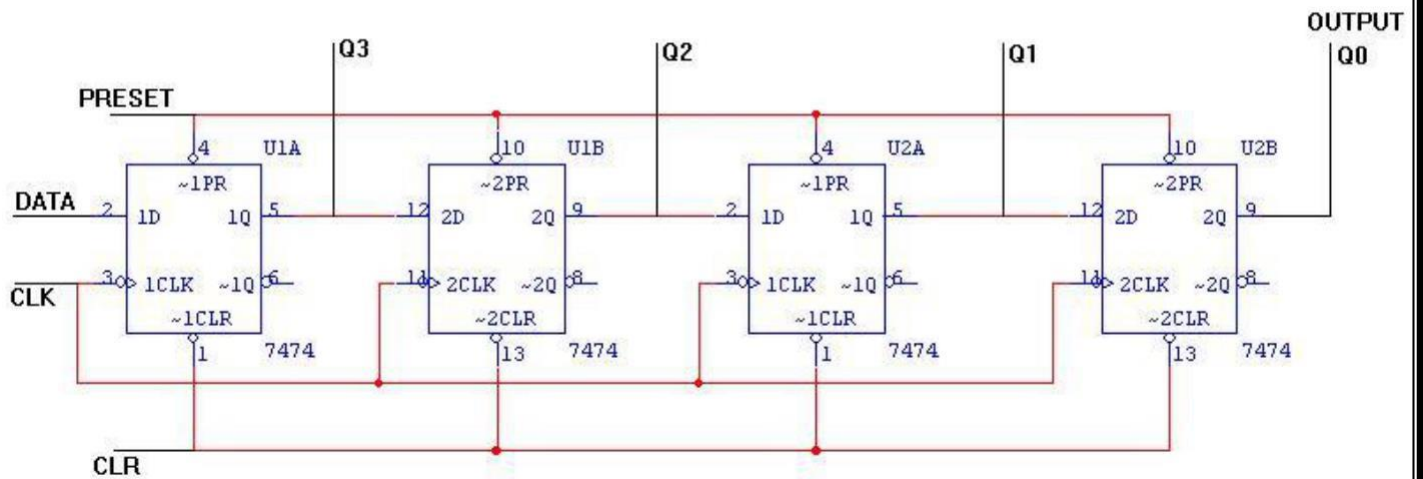 OUTPUT
Q3 Q2 Q1 Q0
PRESET
4 U1A 10 U1B 4 U2A 10 U2B
~1PR ~2PR ~1PR ~2PR
DATA 2 1D 1Q 5 12 2D 2Q 9 2 1D 1Q 5 12 2D 2Q 9
CLK 3 1CLK ~1Q 6 11 2CLK ~2Q 8 3 1CLK ~1Q 6 11 2CLK ~2Q 8
~1CLR ~2CLR ~1CLR ~2CLR
1 7474 13 7474 1 7474 13 7474
CLR